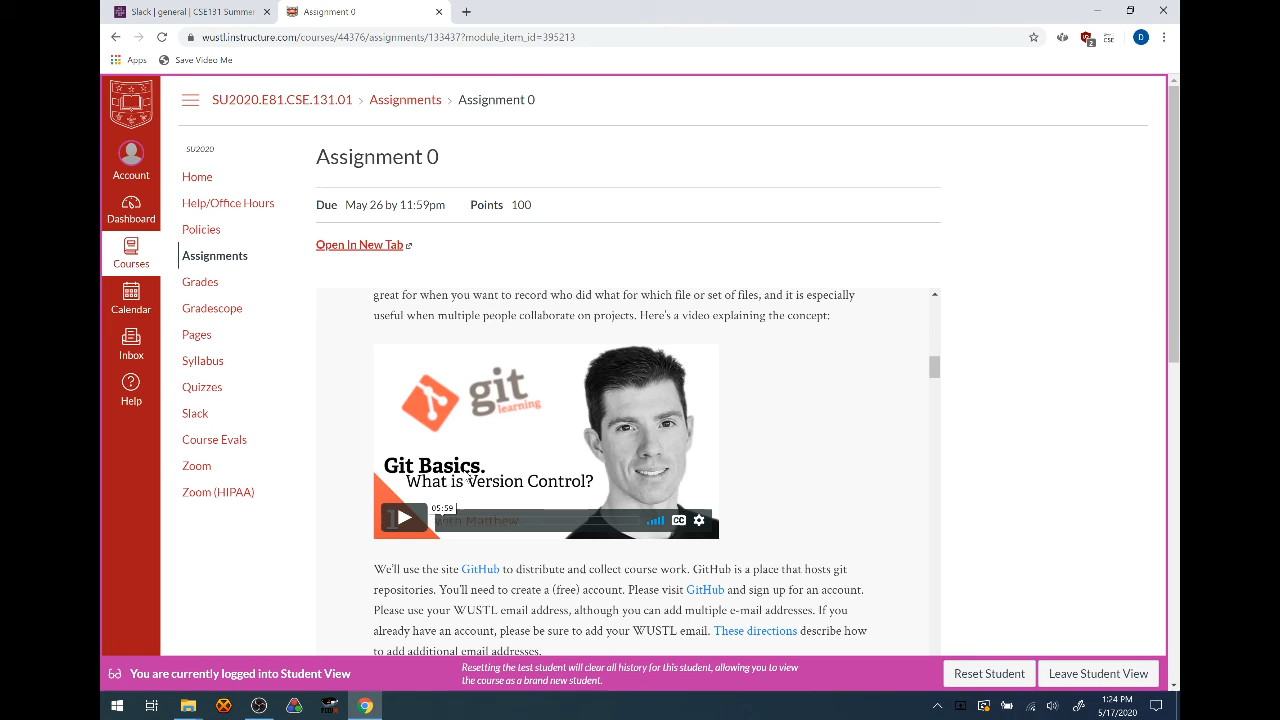 Slack | general | CSE131 Summer
Assignment 0
wustl.instructure.com/courses/44376/assignments/133437?module_item_id=395213
2
CSE
D
Apps
Save Video Me
SU2020.E81.CSE.131.01 > Assignments > Assignment 0
Account
Dashboard
Courses
Calendar
Inbox
Help
SU2020
Home
Help/Office Hours
Policies
Assignments
Grades
Gradescope
Pages
Syllabus
Quizzes
Slack
Course Evals
Zoom
Zoom (HIPAA)
Assignment 0
Due May 26 by 11:59pm Points 100
Open In New Tab
great for when you want to record who did what for which file or set of files, and it is especially
useful when multiple people collaborate on projects. Here's a video explaining the concept:
git
learning
Git Basics.
What is Version Control?
05:59
with Matthew
CC
We'll use the site GitHub to distribute and collect course work. GitHub is a place that hosts git
repositories. You'll need to create a (free) account. Please visit GitHub and sign up for an account.
Please use your WUSTL email address, although you can add multiple e-mail addresses. If you
already have an account, please be sure to add your WUSTL email. These directions describe how
to add additional email addresses.
You are currently logged into Student View
Resetting the test student will clear all history for this student, allowing you to view
the course as a brand new student.
Reset Student
Leave Student View
1:24 PM
5/17/2020